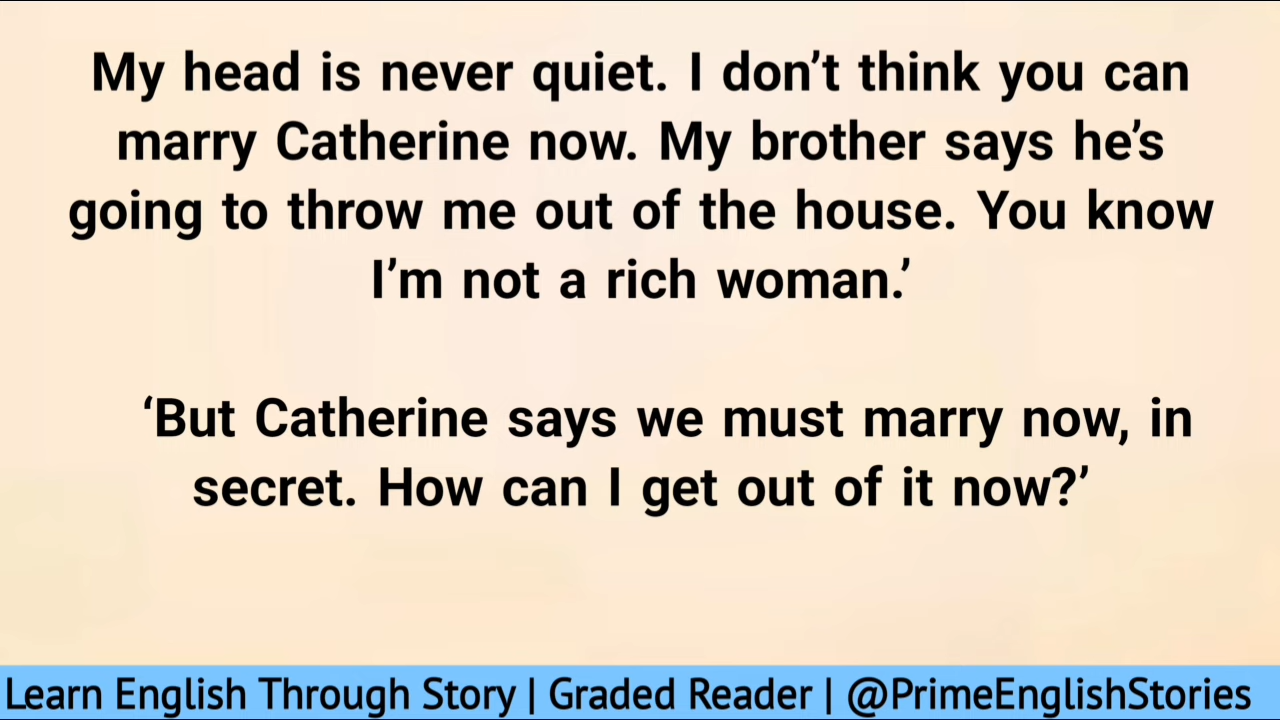 My head is never quiet. I don’t think you can
marry Catherine now. My brother says he’s
going to throw me out of the house. You know
I’m not a rich woman.’
‘But Catherine says we must marry now, in
secret. How can I get out of it now?’
Learn English Through Story | Graded Reader | @PrimeEnglishStories